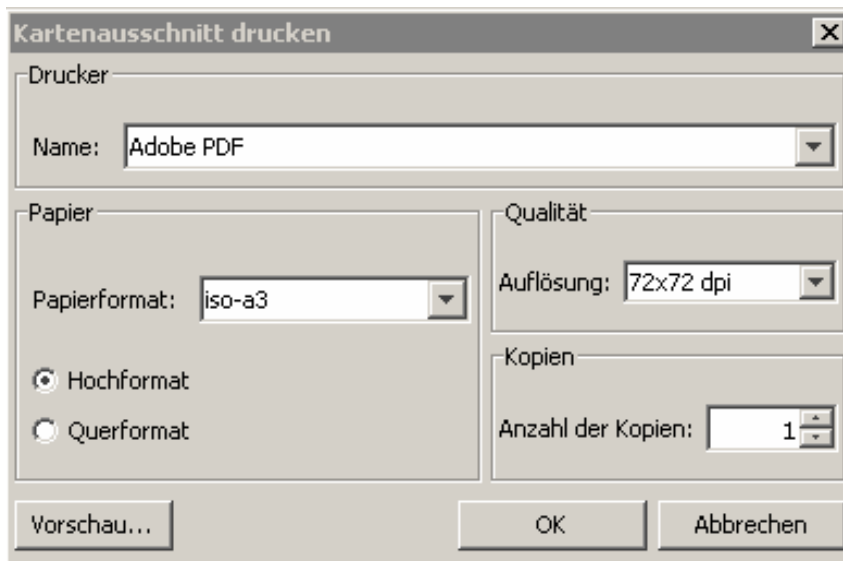 Kartenausschnitt drucken
Drucker
Name: Adobe PDF
Papier
Papierformat: iso-a3
Hochformat
Querformat
Qualität
Auflösung: 72x72 dpi
Kopien
Anzahl der Kopien: 1
Vorschau... OK Abbrechen